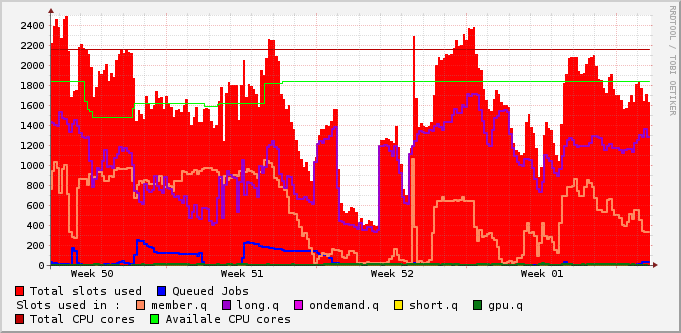 2400
2200
2000
1800
1600
1400
1200
1000
800
600
400
200
0
Week 50 Week 51 Week 52 Week 01
RRDTOOL / TOBI OETIKER
Total slots used Queued Jobs
Slots used in : member.q long.q ondemand.q short.q gpu.q
Total CPU cores Availale CPU cores